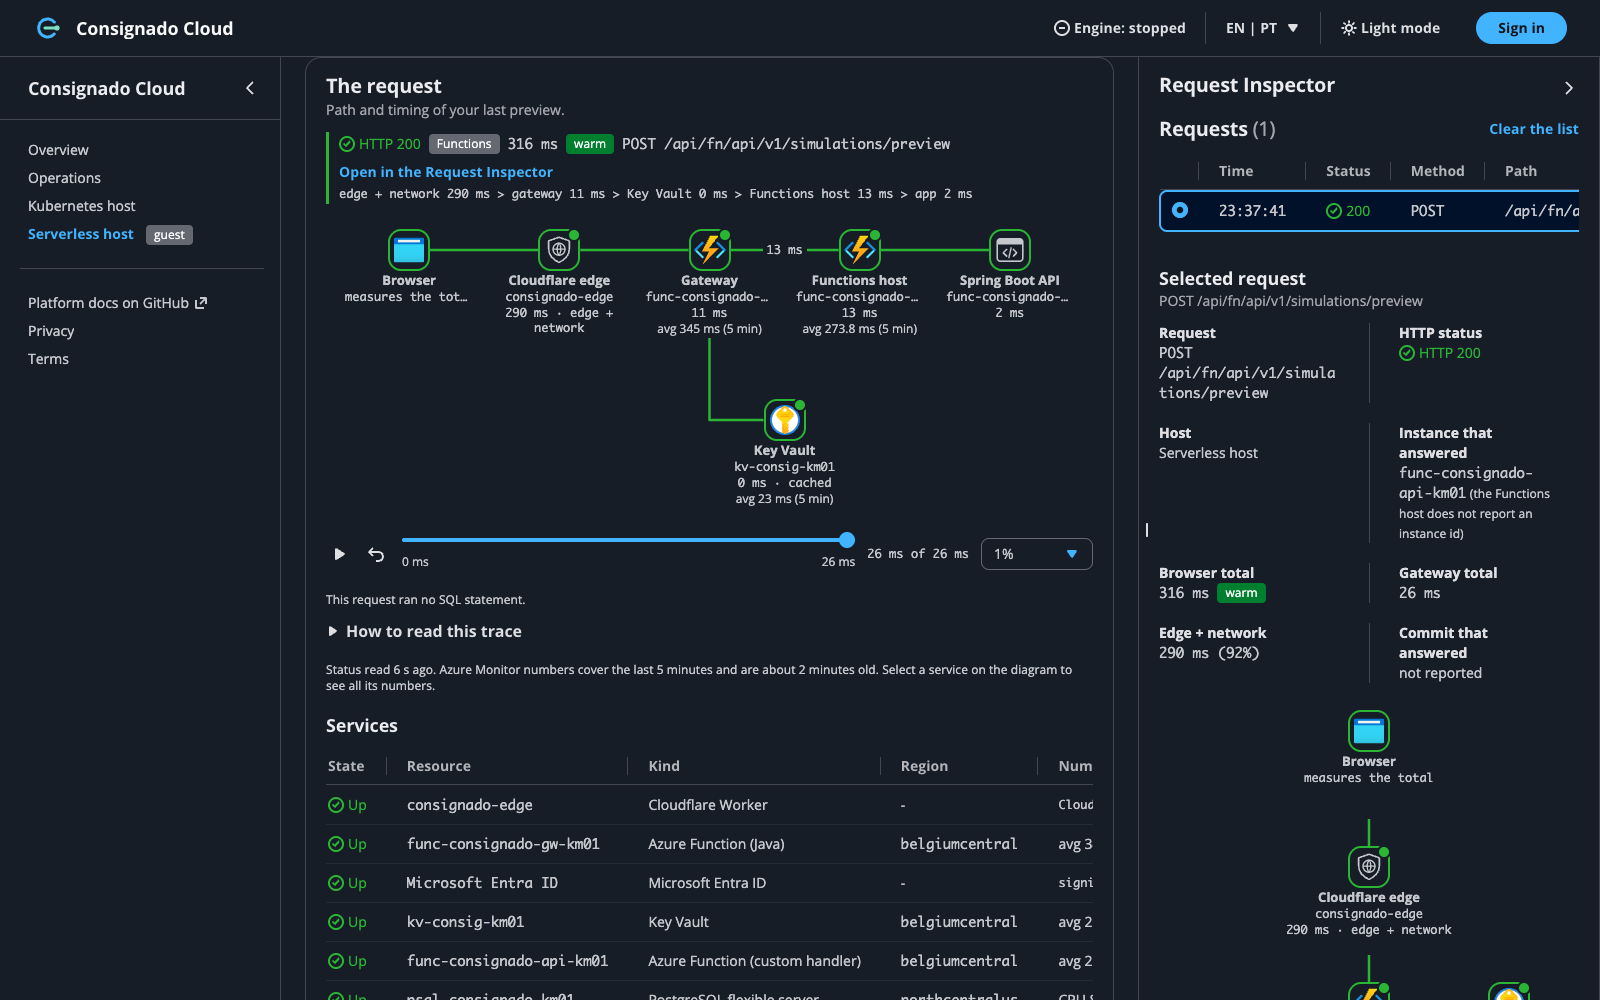 Consignado Cloud
Engine: stopped
EN | PT
Light mode
Sign in
Consignado Cloud
Overview
Operations
Kubernetes host
Serverless host guest
Platform docs on GitHub
Privacy
Terms
The request
Path and timing of your last preview.
HTTP 200 Functions 316 ms warm POST /api/fn/api/v1/simulations/preview
Open in the Request Inspector
edge + network 290 ms > gateway 11 ms > Key Vault 0 ms > Functions host 13 ms > app 2 ms
13 ms
Browser
measures the tot…
Cloudflare edge
consignado-edge
290 ms · edge +
network
Gateway
func-consignado-…
11 ms
avg 345 ms (5 min)
Functions host
func-consignado-…
13 ms
avg 273.8 ms (5 min)
Spring Boot API
func-consignado-…
2 ms
Key Vault
kv-consig-km01
0 ms · cached
avg 23 ms (5 min)
0 ms
26 ms
26 ms of 26 ms
1%
This request ran no SQL statement.
How to read this trace
Status read 6 s ago. Azure Monitor numbers cover the last 5 minutes and are about 2 minutes old. Select a service on the diagram to
see all its numbers.
Services
State Resource Kind Region Num
Up consignado-edge Cloudflare Worker - Cloud
Up func-consignado-gw-km01 Azure Function (Java) belgiumcentral avg 3
Up Microsoft Entra ID Microsoft Entra ID - signi
Up kv-consig-km01 Key Vault belgiumcentral avg 2
Up func-consignado-api-km01 Azure Function (custom handler) belgiumcentral avg 2
Up psql-consignado-km01 PostgreSQL flexible server northcentralus
Request Inspector
Requests (1)
Clear the list
Time Status Method Path
23:37:41 200 POST /api/fn/a
Selected request
POST /api/fn/api/v1/simulations/preview
Request
POST
/api/fn/api/v1/simula
tions/preview
HTTP status
HTTP 200
Host
Serverless host
Instance that
answered
func-consignado-
api-km01 (the Functions
host does not report an
instance id)
Browser total
316 ms warm
Gateway total
26 ms
Edge + network
290 ms (92%)
Commit that
answered
not reported
Browser
measures the total
Cloudflare edge
consignado-edge
290 ms · edge + network